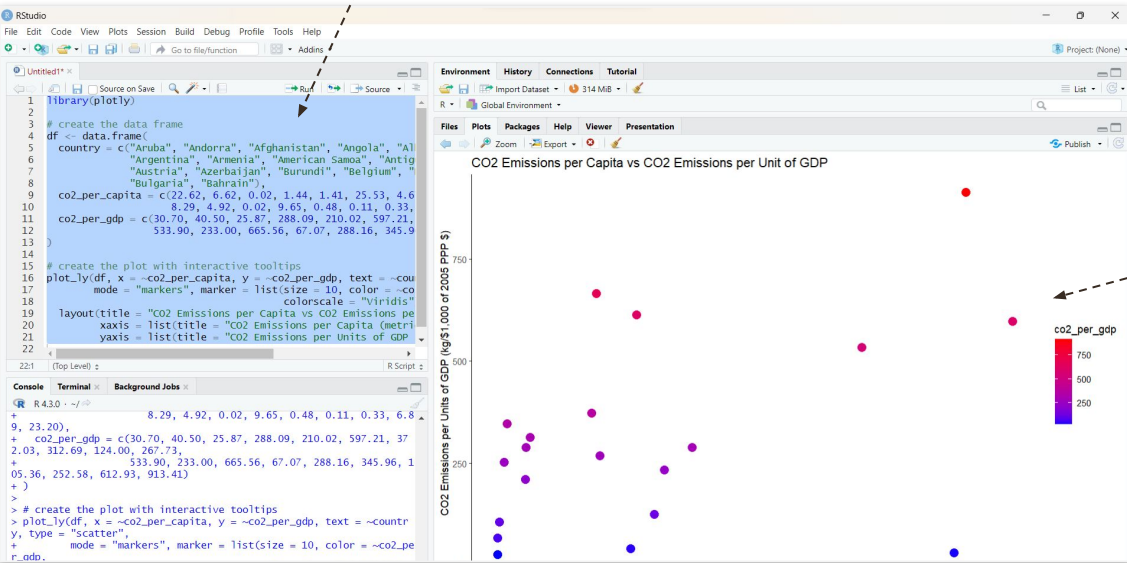 RStudio
File Edit Code View Plots Session Build Debug Profile Tools Help
Go to file/function
Addins
Project: (None)
Untitled1*
Source on Save
Run
Source
1 library(plotly)
2
3 # create the data frame
4 df <- data.frame(
5 country = c("Aruba", "Andorra", "Afghanistan", "Angola", "Al
6 "Argentina", "Armenia", "American Samoa", "Antig
7 "Austria", "Azerbaijan", "Burundi", "Belgium", "
8 "Bulgaria", "Bahrain"),
9 co2_per_capita = c(22.62, 6.62, 0.02, 1.44, 1.41, 25.53, 4.6
10 8.29, 4.92, 0.02, 9.65, 0.48, 0.11, 0.33,
11 co2_per_gdp = c(30.70, 40.50, 25.87, 288.09, 210.02, 597.21,
12 533.90, 233.00, 665.56, 67.07, 288.16, 345.9
13 )
14
15 # create the plot with interactive tooltips
16 plot_ly(df, x = ~co2_per_capita, y = ~co2_per_gdp, text = ~cou
17 mode = "markers", marker = list(size = 10, color = ~co
18 colorscale = "Viridis"
19 layout(title = "CO2 Emissions per Capita vs CO2 Emissions pe
20 xaxis = list(title = "CO2 Emissions per Capita (metri
21 yaxis = list(title = "CO2 Emissions per Units of GDP
22
22:1 (Top Level) R Script
Console Terminal Background Jobs
R 4.3.0 · ~/
+ 8.29, 4.92, 0.02, 9.65, 0.48, 0.11, 0.33, 6.8
9, 23.20),
+ co2_per_gdp = c(30.70, 40.50, 25.87, 288.09, 210.02, 597.21, 37
2.03, 312.69, 124.00, 267.73,
+ 533.90, 233.00, 665.56, 67.07, 288.16, 345.96, 1
05.36, 252.58, 612.93, 913.41)
+ )
>
> # create the plot with interactive tooltips
> plot_ly(df, x = ~co2_per_capita, y = ~co2_per_gdp, text = ~countr
y, type = "scatter",
+ mode = "markers", marker = list(size = 10, color = ~co2_pe
r_gdp,
Environment History Connections Tutorial
Import Dataset 314 MiB
List
R Global Environment
Files Plots Packages Help Viewer Presentation
Zoom Export
Publish
CO2 Emissions per Capita vs CO2 Emissions per Unit of GDP
CO2 Emissions per Units of GDP (kg/$1,000 of 2005 PPP $)
750
500
250
co2_per_gdp
750
500
250